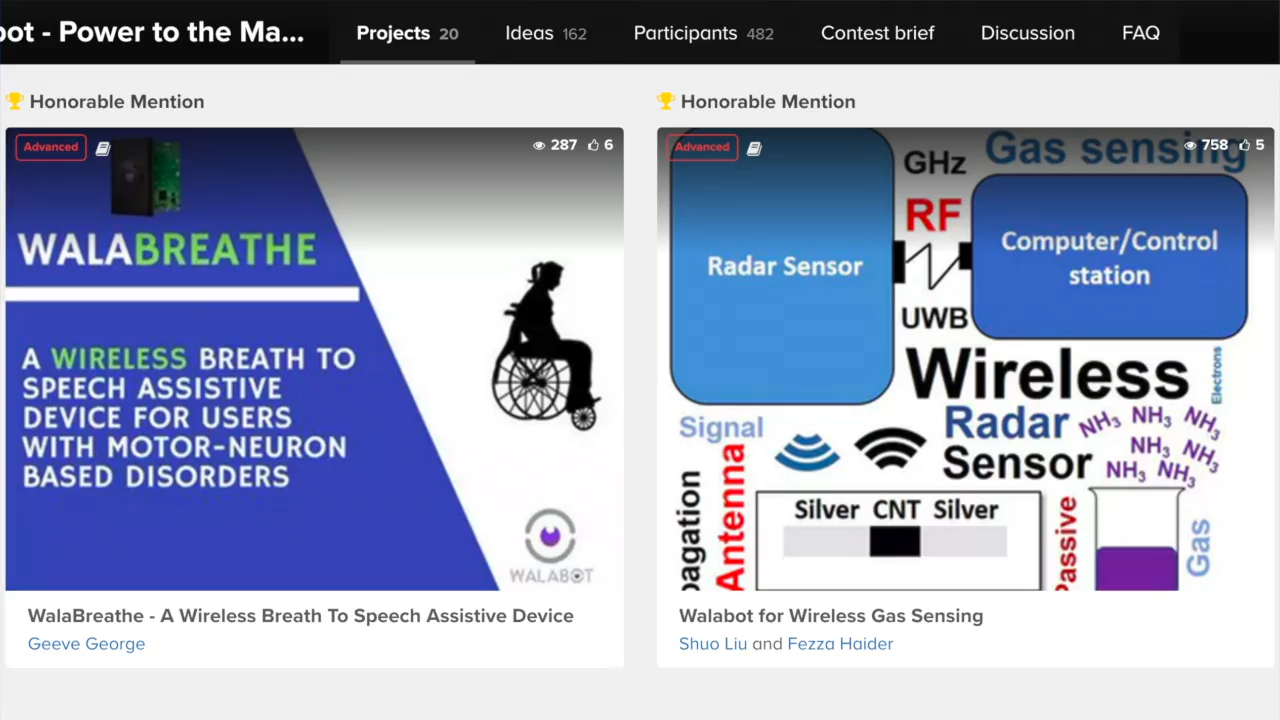 bot - Power to the Ma...
Projects 20
Ideas 162
Participants 482
Contest brief
Discussion
FAQ
Honorable Mention
Advanced
287 6
WALABREATHE
A WIRELESS BREATH TO
SPEECH ASSISTIVE
DEVICE FOR USERS
WITH MOTOR-NEURON
BASED DISORDERS
WALABOT
WalaBreathe - A Wireless Breath To Speech Assistive Device
Geeve George
Honorable Mention
Advanced
758 5
Gas sensing
GHz
RF
Radar Sensor
Computer/Control
station
UWB
Wireless
Electrons
Signal
Radar
Sensor
NH3 NH3 NH3
NH3 NH3
NH3 NH3
pagation
Antenna
Silver CNT Silver
Passive
Gas
Walabot for Wireless Gas Sensing
Shuo Liu and Fezza Haider